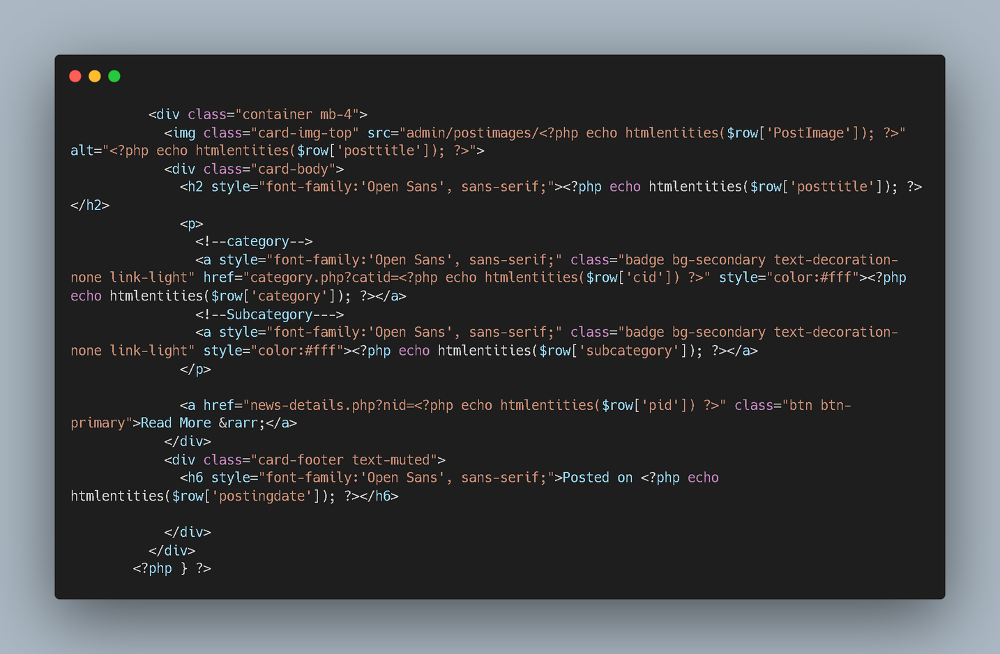 <div class="container mb-4">
<img class="card-img-top" src="admin/postimages/<?php echo htmlentities($row['PostImage']); ?>"
alt="<?php echo htmlentities($row['posttitle']); ?>">
<div class="card-body">
<h2 style="font-family:'Open Sans', sans-serif;"><?php echo htmlentities($row['posttitle']); ?>
</h2>
<p>
<!--category-->
<a style="font-family:'Open Sans', sans-serif;" class="badge bg-secondary text-decoration-
none link-light" href="category.php?catid=<?php echo htmlentities($row['cid']) ?>" style="color:#fff"><?php
echo htmlentities($row['category']); ?></a>
<!--Subcategory--->
<a style="font-family:'Open Sans', sans-serif;" class="badge bg-secondary text-decoration-
none link-light" style="color:#fff"><?php echo htmlentities($row['subcategory']); ?></a>
</p>
<a href="news-details.php?nid=<?php echo htmlentities($row['pid']) ?>" class="btn btn-
primary">Read More &rarr;</a>
</div>
<div class="card-footer text-muted">
<h6 style="font-family:'Open Sans', sans-serif;">Posted on <?php echo
htmlentities($row['postingdate']); ?></h6>
</div>
</div>
<?php } ?>